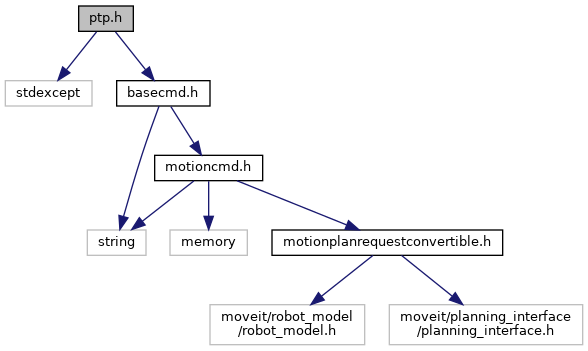 ptp.h
stdexcept
basecmd.h
motioncmd.h
string
memory
motionplanrequestconvertible.h
moveit/robot_model
/robot_model.h
moveit/planning_interface
/planning_interface.h